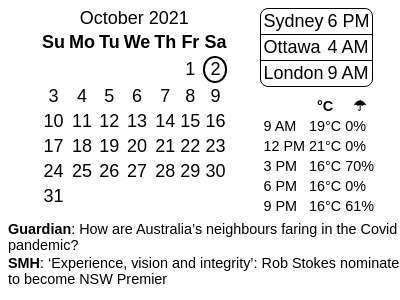 October 2021
Su Mo Tu We Th Fr Sa
1 2
3 4 5 6 7 8 9
10 11 12 13 14 15 16
17 18 19 20 21 22 23
24 25 26 27 28 29 30
31
Sydney 6 PM
Ottawa 4 AM
London 9 AM
°C ☂
9 AM 19°C 0%
12 PM 21°C 0%
3 PM 16°C 70%
6 PM 16°C 0%
9 PM 16°C 61%
Guardian: How are Australia’s neighbours faring in the Covid
pandemic?
SMH: ‘Experience, vision and integrity’: Rob Stokes nominates
to become NSW Premier